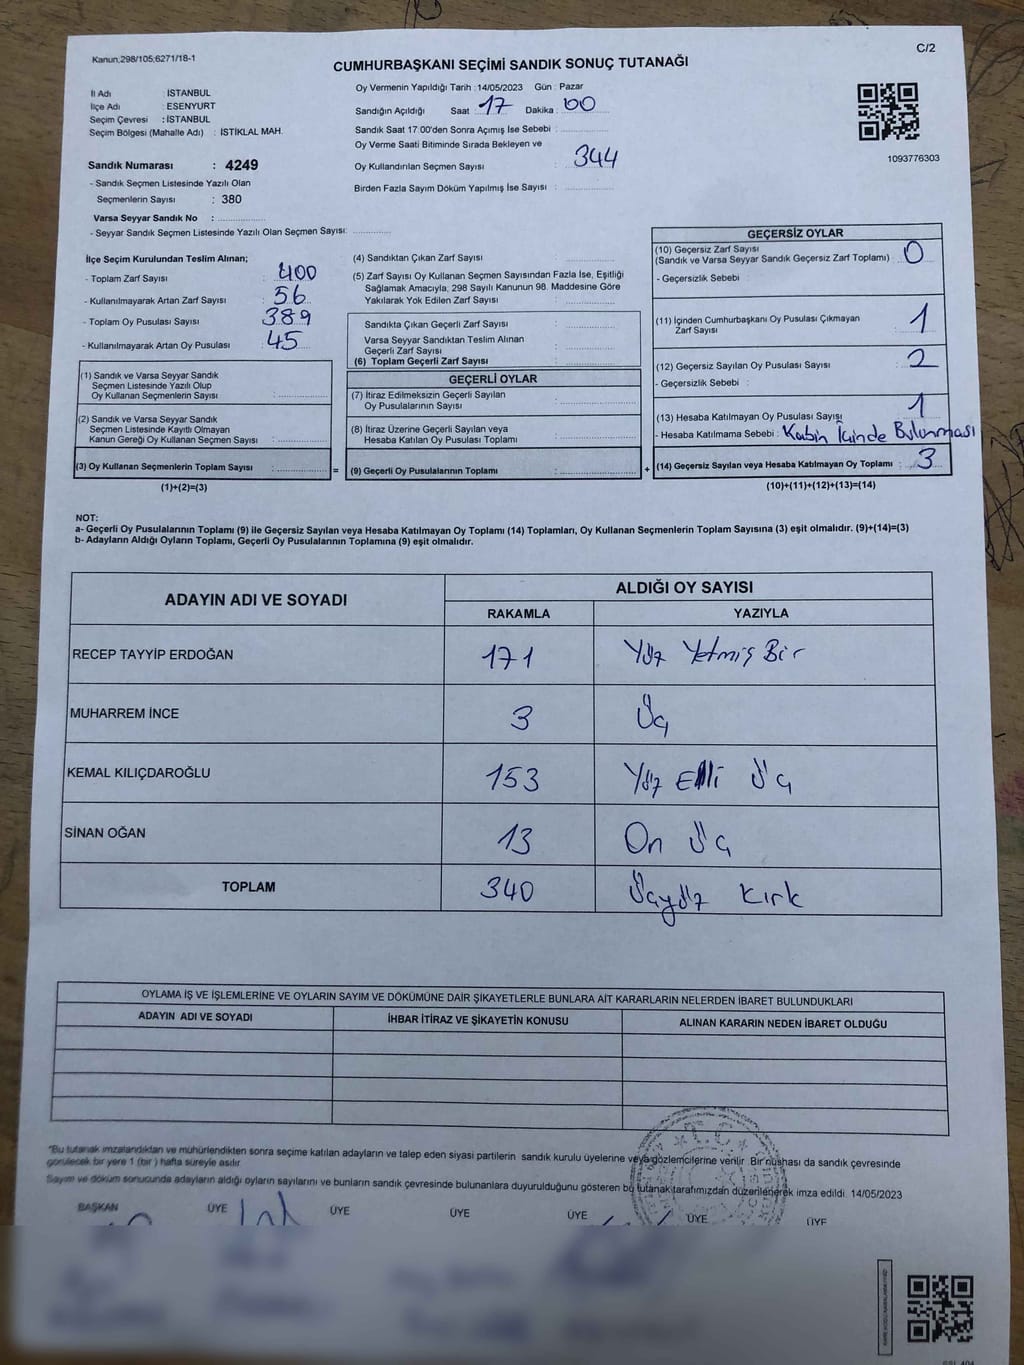 Kanun;298/105;6271/18-1
C/2
CUMHURBAŞKANI SEÇİMİ SANDIK SONUÇ TUTANAĞI
İl Adı : İSTANBUL
İlçe Adı : ESENYURT
Seçim Çevresi : İSTANBUL
Seçim Bölgesi (Mahalle Adı) : İSTİKLAL MAH.
Sandık Numarası : 4249
- Sandık Seçmen Listesinde Yazılı Olan
Seçmenlerin Sayısı : 380
Varsa Seyyar Sandık No :
- Seyyar Sandık Seçmen Listesinde Yazılı Olan Seçmen Sayısı:
Oy Vermenin Yapıldığı Tarih : 14/05/2023 Gün : Pazar
Sandığın Açıldığı Saat : 17 Dakika : 00
Sandık Saat 17.00'den Sonra Açımış İse Sebebi :
Oy Verme Saati Bitiminde Sırada Bekleyen ve
Oy Kullandırılan Seçmen Sayısı : 344
Birden Fazla Sayım Döküm Yapılmış İse Sayısı :
1093776303
İlçe Seçim Kurulundan Teslim Alınan;
- Toplam Zarf Sayısı : 400
- Kullanılmayarak Artan Zarf Sayısı : 56
- Toplam Oy Pusulası Sayısı : 389
- Kullanılmayarak Artan Oy Pusulası : 45
(1) Sandık ve Varsa Seyyar Sandık
Seçmen Listesinde Yazılı Olup
Oy Kullanan Seçmenlerin Sayısı :
(2) Sandık ve Varsa Seyyar Sandık
Seçmen Listesinde Kayıtlı Olmayan
Kanun Gereği Oy Kullanan Seçmen Sayısı :
(3) Oy Kullanan Seçmenlerin Toplam Sayısı :
(1)+(2)=(3)
(4) Sandıktan Çıkan Zarf Sayısı :
(5) Zarf Sayısı Oy Kullanan Seçmen Sayısından Fazla İse, Eşitliği
Sağlamak Amacıyla, 298 Sayılı Kanunun 98. Maddesine Göre
Yakılarak Yok Edilen Zarf Sayısı :
Sandıkta Çıkan Geçerli Zarf Sayısı :
Varsa Seyyar Sandıktan Teslim Alınan
Geçerli Zarf Sayısı :
(6) Toplam Geçerli Zarf Sayısı :
GEÇERLİ OYLAR
(7) İtiraz Edilmeksizin Geçerli Sayılan
Oy Pusulalarının Sayısı :
(8) İtiraz Üzerine Geçerli Sayılan veya
Hesaba Katılan Oy Pusulası Toplamı :
= (9) Geçerli Oy Pusulalarının Toplamı :
GEÇERSİZ OYLAR
(10) Geçersiz Zarf Sayısı
(Sandık ve Varsa Seyyar Sandık Geçersiz Zarf Toplamı) : 0
- Geçersizlik Sebebi :
(11) İçinden Cumhurbaşkanı Oy Pusulası Çıkmayan
Zarf Sayısı : 1
(12) Geçersiz Sayılan Oy Pusulası Sayısı : 2
- Geçersizlik Sebebi :
(13) Hesaba Katılmayan Oy Pusulası Sayısı : 1
- Hesaba Katılmama Sebebi : Kabin İçinde Bulunması
+ (14) Geçersiz Sayılan veya Hesaba Katılmayan Oy Toplamı : 3
(10)+(11)+(12)+(13)=(14)
NOT:
a- Geçerli Oy Pusulalarının Toplamı (9) ile Geçersiz Sayılan veya Hesaba Katılmayan Oy Toplamı (14) Toplamları, Oy Kullanan Seçmenlerin Toplam Sayısına (3) eşit olmalıdır. (9)+(14)=(3)
b- Adayların Aldığı Oyların Toplamı, Geçerli Oy Pusulalarının Toplamına (9) eşit olmalıdır.
ADAYIN ADI VE SOYADI ALDIĞI OY SAYISI
RAKAMLA YAZIYLA
RECEP TAYYİP ERDOĞAN 171 Yüz Yetmiş Bir
MUHARREM İNCE 3 Üç
KEMAL KILIÇDAROĞLU 153 Yüz Elli Üç
SİNAN OĞAN 13 On Üç
TOPLAM 340 Üçyüz Kırk
OYLAMA İŞ VE İŞLEMLERİNE VE OYLARIN SAYIM VE DÖKÜMÜNE DAİR ŞİKAYETLERLE BUNLARA AİT KARARLARIN NELERDEN İBARET BULUNDUKLARI
ADAYIN ADI VE SOYADI İHBAR İTİRAZ VE ŞİKAYETİN KONUSU ALINAN KARARIN NEDEN İBARET OLDUĞU
"Bu tutanak imzalandıktan ve mühürlendikten sonra seçime katılan adayların ve talep eden siyasi partilerin sandık kurulu üyelerine veya gözlemcilerine verilir. Bir nüshası da sandık çevresinde
görülecek bir yere 1 (bir) hafta süreyle asılır.
Sayım ve döküm sonucunda adayların aldığı oyların sayılarını ve bunların sandık çevresinde bulunanlara duyurulduğunu gösteren bu tutanak tarafımızdan düzenlenerek imza edildi. 14/05/2023
BAŞKAN ÜYE ÜYE ÜYE ÜYE ÜYE ÜYE
T.C.